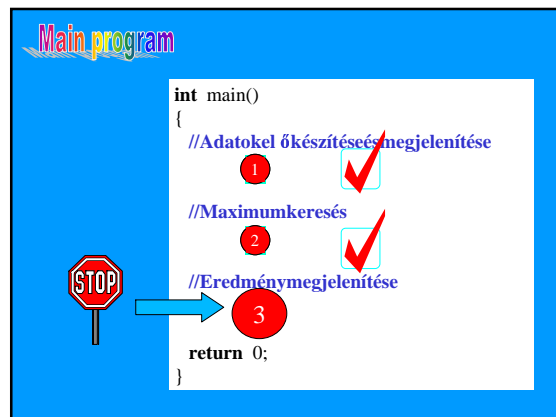 Main program
int main()
{
//Adatokel őkészítéseésmegjelenítése
1
//Maximumkeresés
2
STOP
//Eredménymegjelenítése
3
return 0;
}